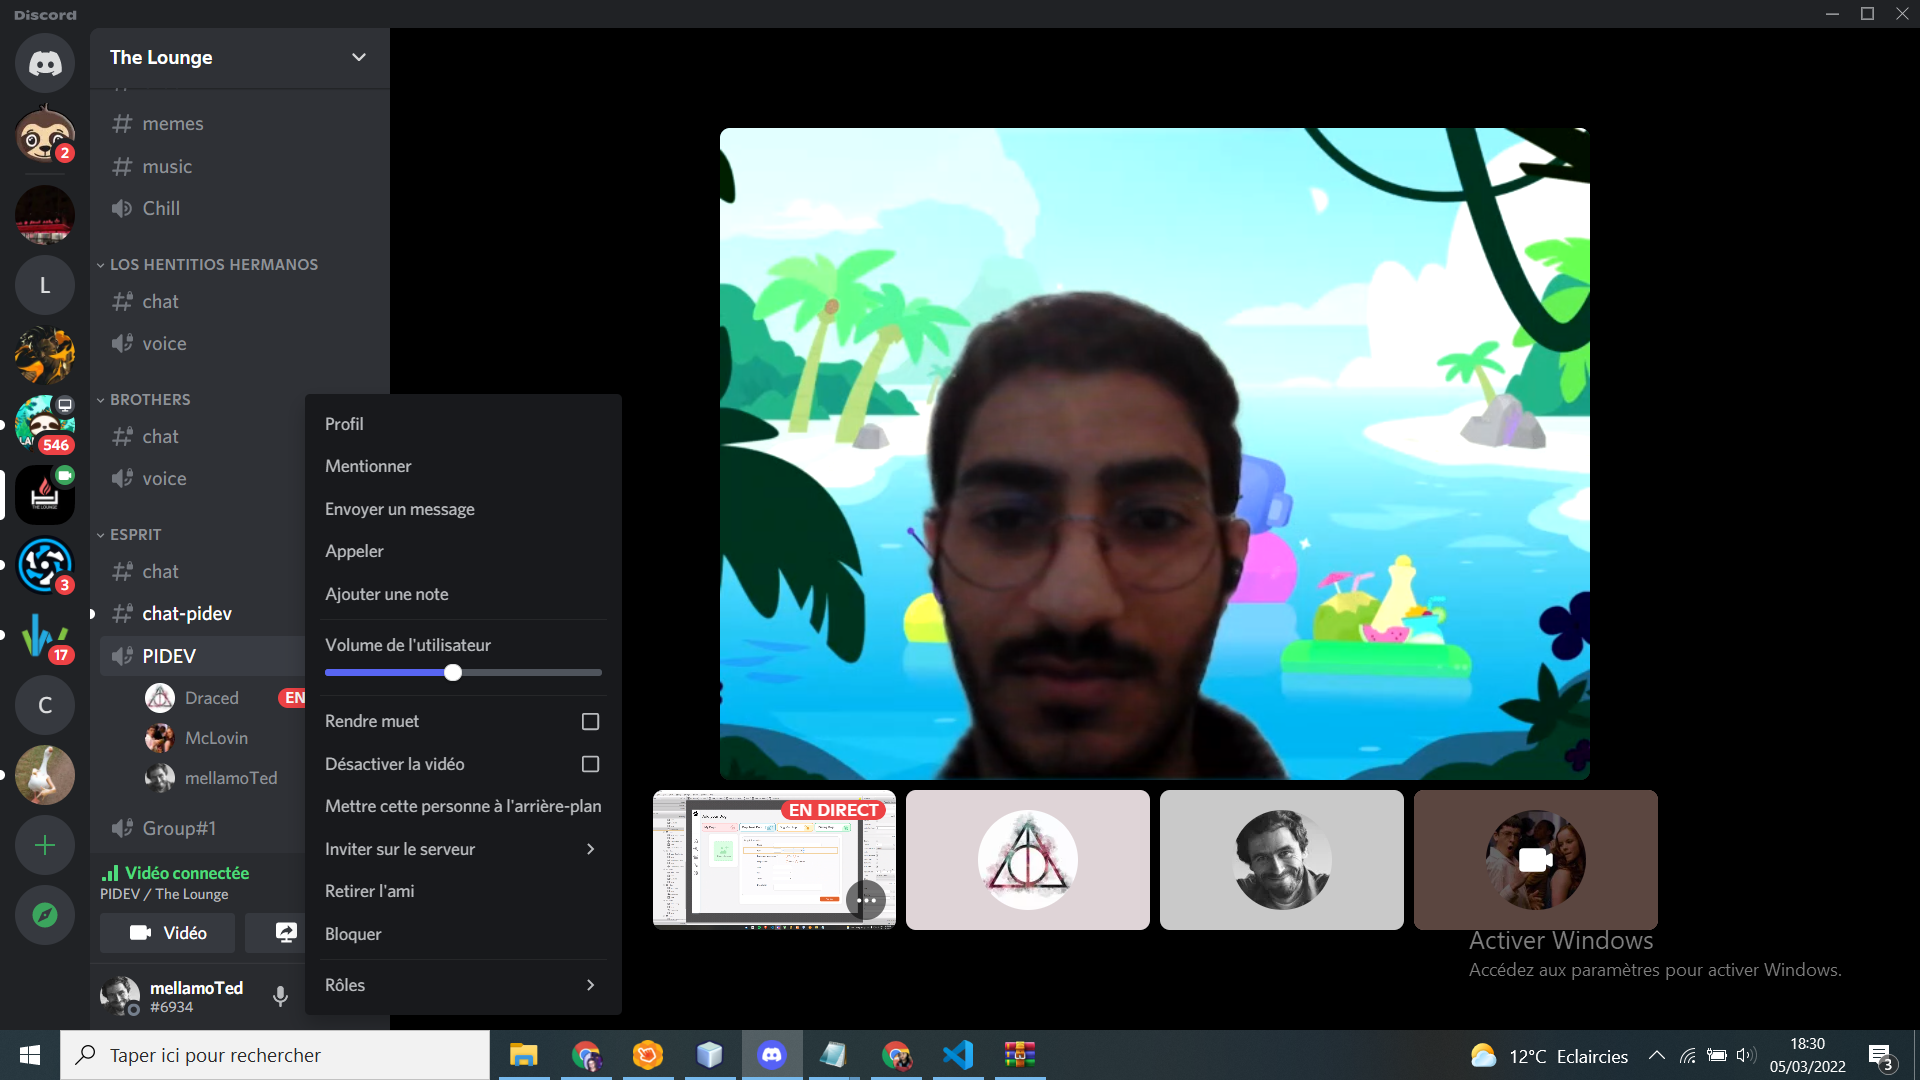 Discord
The Lounge
memes
music
Chill
LOS HENTITIOS HERMANOS
chat
voice
BROTHERS
chat
voice
ESPRIT
chat
chat-pidev
PIDEV
Draced
EN
McLovin
mellamoTed
Group#1
Vidéo connectée
PIDEV / The Lounge
Vidéo
mellamoTed
#6934
2
L
546
3
17
C
Profil
Mentionner
Envoyer un message
Appeler
Ajouter une note
Volume de l'utilisateur
Rendre muet
Désactiver la vidéo
Mettre cette personne à l'arrière-plan
Inviter sur le serveur
Retirer l'ami
Bloquer
Rôles
EN DIRECT
Activer Windows
Accédez aux paramètres pour activer Windows.
Taper ici pour rechercher
12°C Eclaircies
18:30
05/03/2022
3